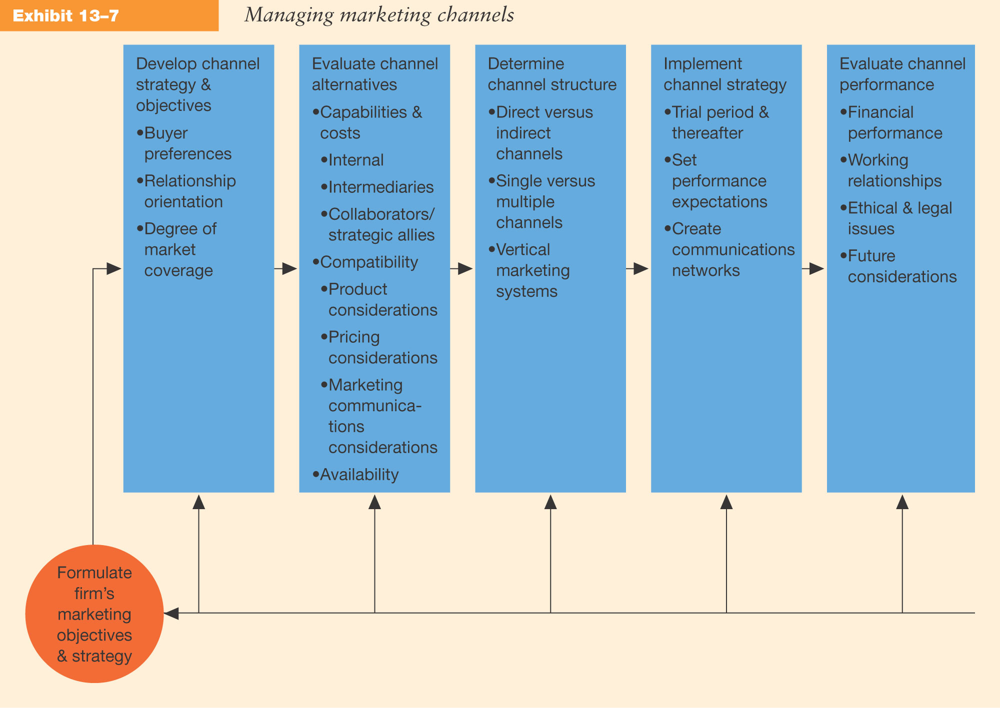 Exhibit 13–7
Managing marketing channels
Develop channel
strategy &
objectives
•Buyer
preferences
•Relationship
orientation
•Degree of
market
coverage
Evaluate channel
alternatives
•Capabilities &
costs
•Internal
•Intermediaries
•Collaborators/
strategic allies
•Compatibility
•Product
considerations
•Pricing
considerations
•Marketing
communica-
tions
considerations
•Availability
Determine
channel structure
•Direct versus
indirect
channels
•Single versus
multiple
channels
•Vertical
marketing
systems
Implement
channel strategy
•Trial period &
thereafter
•Set
performance
expectations
•Create
communications
networks
Evaluate channel
performance
•Financial
performance
•Working
relationships
•Ethical & legal
issues
•Future
considerations
Formulate
firm’s
marketing
objectives
& strategy